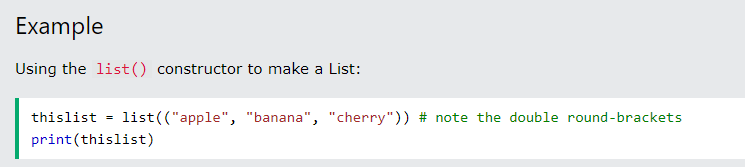 Example
Using the list() constructor to make a List:
thislist = list(("apple", "banana", "cherry")) # note the double round-brackets
print(thislist)